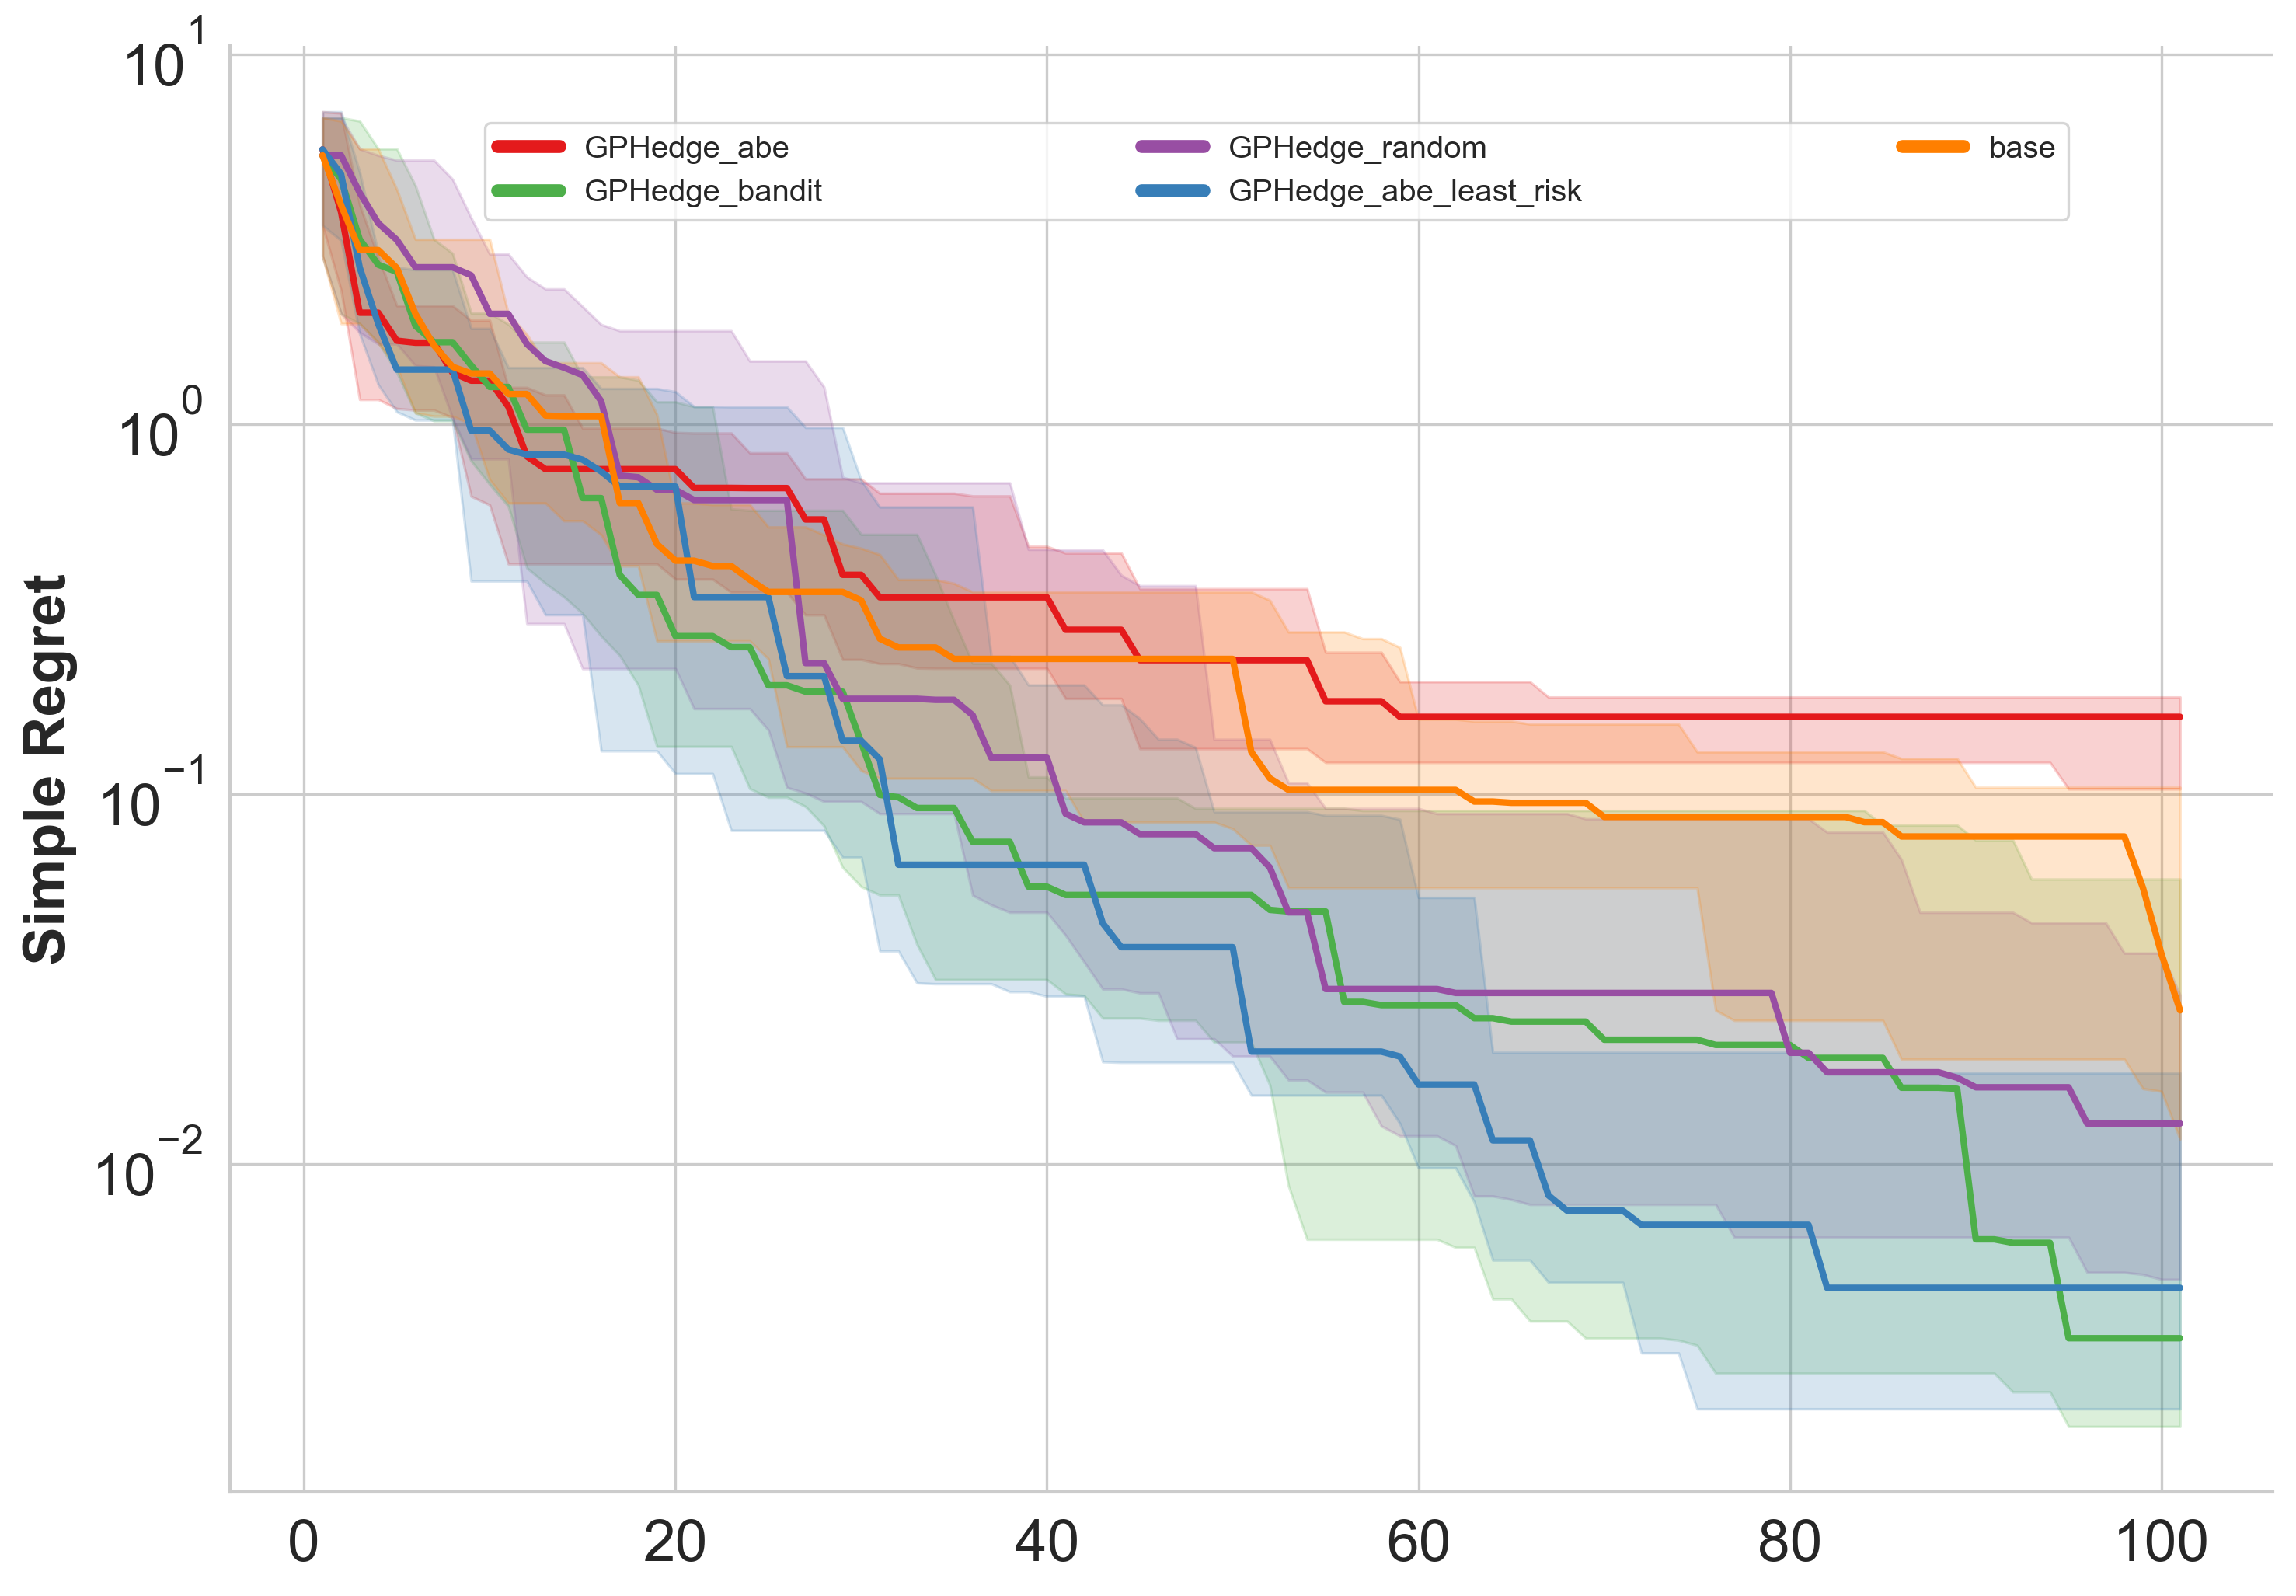 Simple Regret
10^1
10^0
10^−1
10^−2
GPHedge_abe
GPHedge_bandit
GPHedge_random
GPHedge_abe_least_risk
base
0 20 40 60 80 100